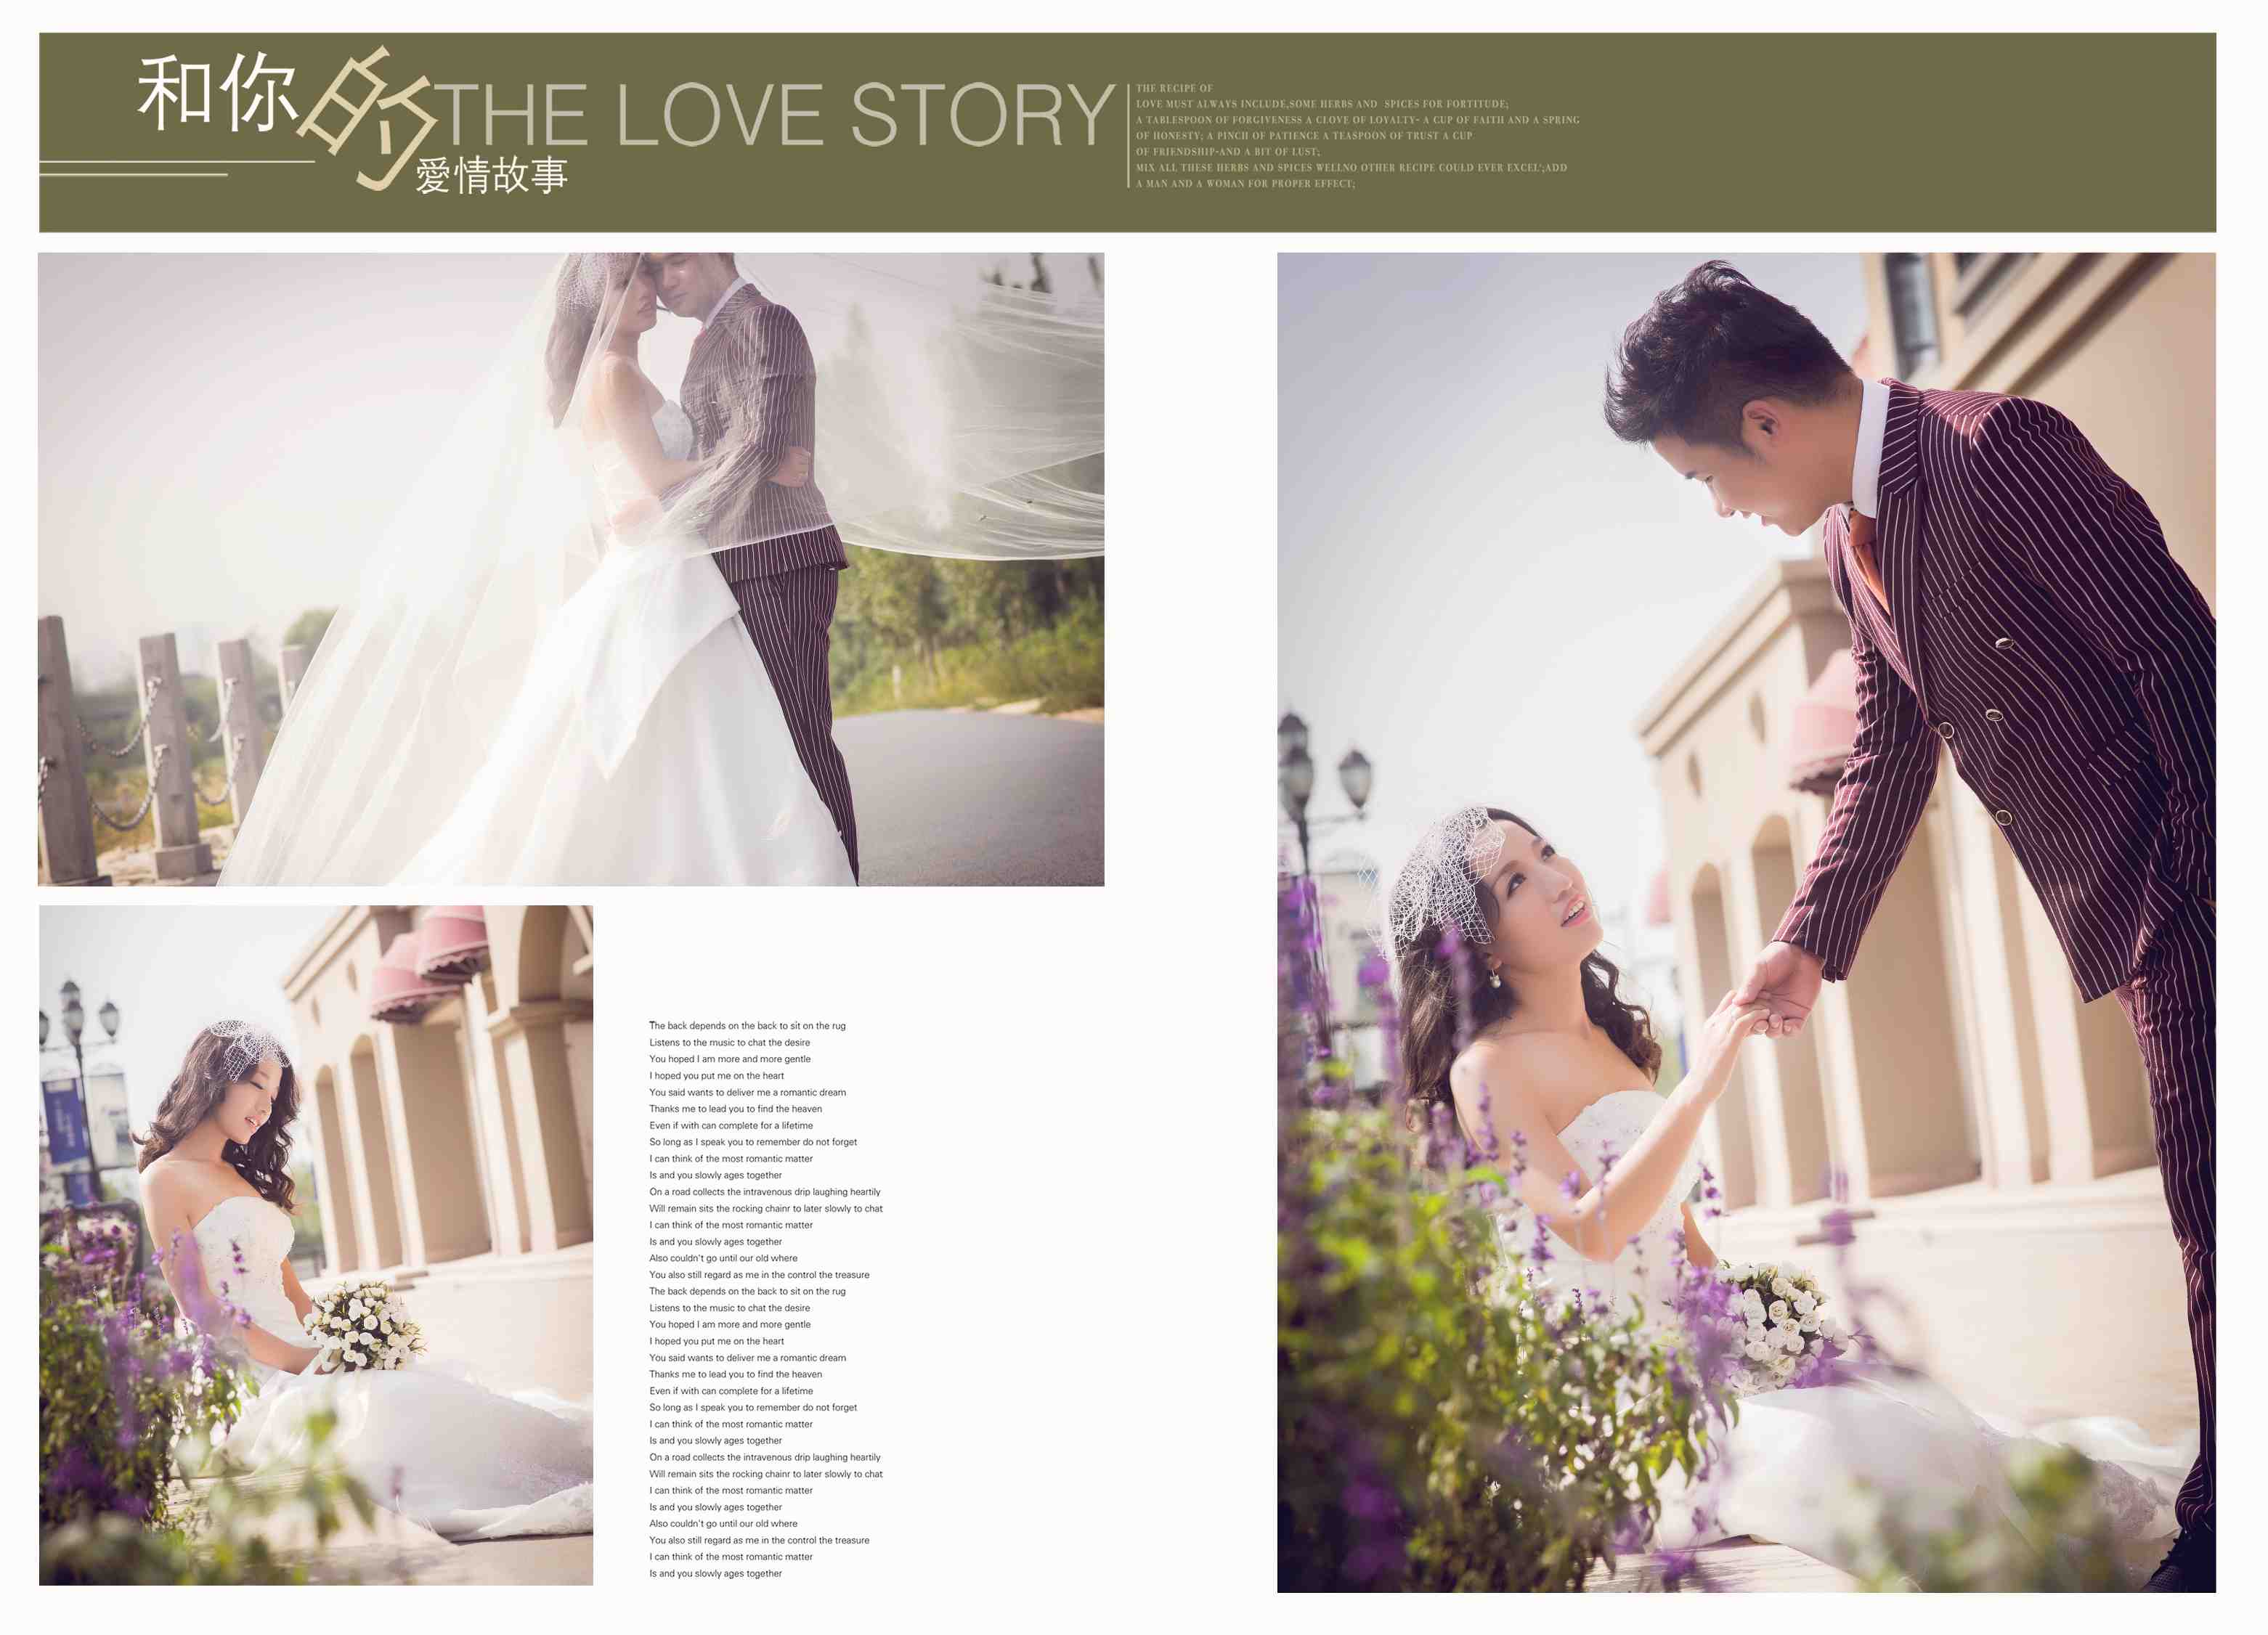 和你的THE LOVE STORY
愛情故事
THE RECIPE OF
LOVE MUST ALWAYS INCLUDE,SOME HERBS AND SPICES FOR FORTITUDE;
A TABLESPOON OF FORGIVENESS A CLOVE OF LOYALTY- A CUP OF FAITH AND A SPRING
OF HONESTY; A PINCH OF PATIENCE A TEASPOON OF TRUST A CUP
OF FRIENDSHIP-AND A BIT OF LUST;
MIX ALL THESE HERBS AND SPICES WELLNO OTHER RECIPE COULD EVER EXCEL';ADD
A MAN AND A WOMAN FOR PROPER EFFECT;
The back depends on the back to sit on the rug
Listens to the music to chat the desire
You hoped I am more and more gentle
I hoped you put me on the heart
You said wants to deliver me a romantic dream
Thanks me to lead you to find the heaven
Even if with can complete for a lifetime
So long as I speak you to remember do not forget
I can think of the most romantic matter
Is and you slowly ages together
On a road collects the intravenous drip laughing heartily
Will remain sits the rocking chainr to later slowly to chat
I can think of the most romantic matter
Is and you slowly ages together
Also couldn't go until our old where
You also still regard as me in the control the treasure
The back depends on the back to sit on the rug
Listens to the music to chat the desire
You hoped I am more and more gentle
I hoped you put me on the heart
You said wants to deliver me a romantic dream
Thanks me to lead you to find the heaven
Even if with can complete for a lifetime
So long as I speak you to remember do not forget
I can think of the most romantic matter
Is and you slowly ages together
On a road collects the intravenous drip laughing heartily
Will remain sits the rocking chainr to later slowly to chat
I can think of the most romantic matter
Is and you slowly ages together
Also couldn't go until our old where
You also still regard as me in the control the treasure
I can think of the most romantic matter
Is and you slowly ages together